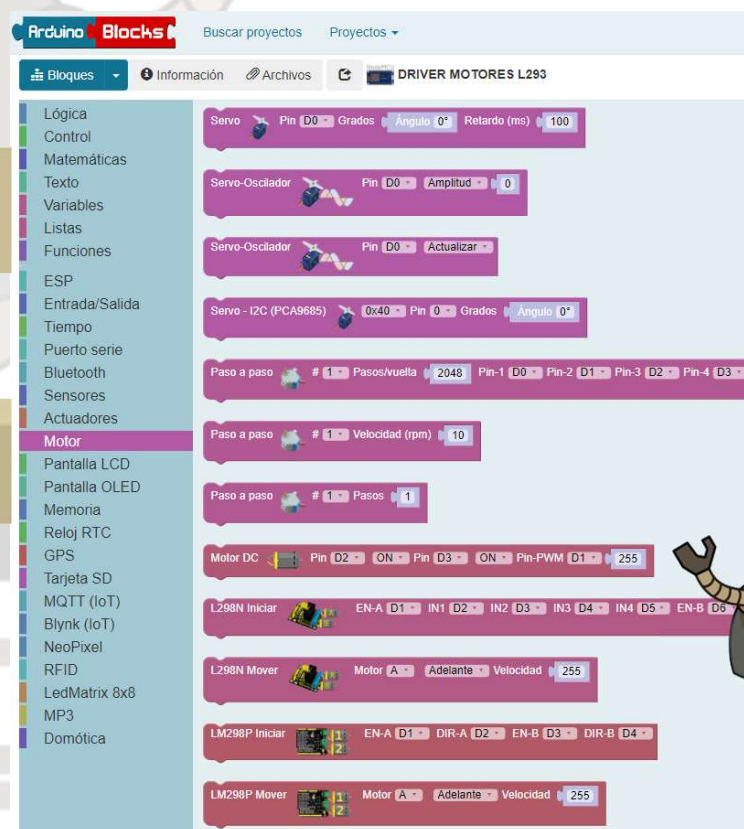 Arduino Blocks Buscar proyectos Proyectos
Bloques Información Archivos NodeMCU DRIVER MOTORES L293
Lógica
Control
Matemáticas
Texto
Variables
Listas
Funciones
ESP
Entrada/Salida
Tiempo
Puerto serie
Bluetooth
Sensores
Actuadores
Motor
Pantalla LCD
Pantalla OLED
Memoria
Reloj RTC
GPS
Tarjeta SD
MQTT (IoT)
Blynk (IoT)
NeoPixel
RFID
LedMatrix 8x8
MP3
Domótica
Servo Pin D0 Grados Ángulo 0° Retardo (ms) 100
Servo-Oscilador Pin D0 Amplitud 0
Servo-Oscilador Pin D0 Actualizar
Servo - I2C (PCA9685) 0x40 Pin 0 Grados Ángulo 0°
Paso a paso # 1 Pasos/vuelta 2048 Pin-1 D0 Pin-2 D1 Pin-3 D2 Pin-4 D3
Paso a paso # 1 Velocidad (rpm) 10
Paso a paso # 1 Pasos 1
Motor DC Pin D2 ON Pin D3 ON Pin-PWM D1 255
L298N Iniciar EN-A D1 IN1 D2 IN2 D3 IN3 D4 IN4 D5 EN-B D6
L298N Mover Motor A Adelante Velocidad 255
LM298P Iniciar 1 2 EN-A D1 DIR-A D2 EN-B D3 DIR-B D4
LM298P Mover 1 2 Motor A Adelante Velocidad 255